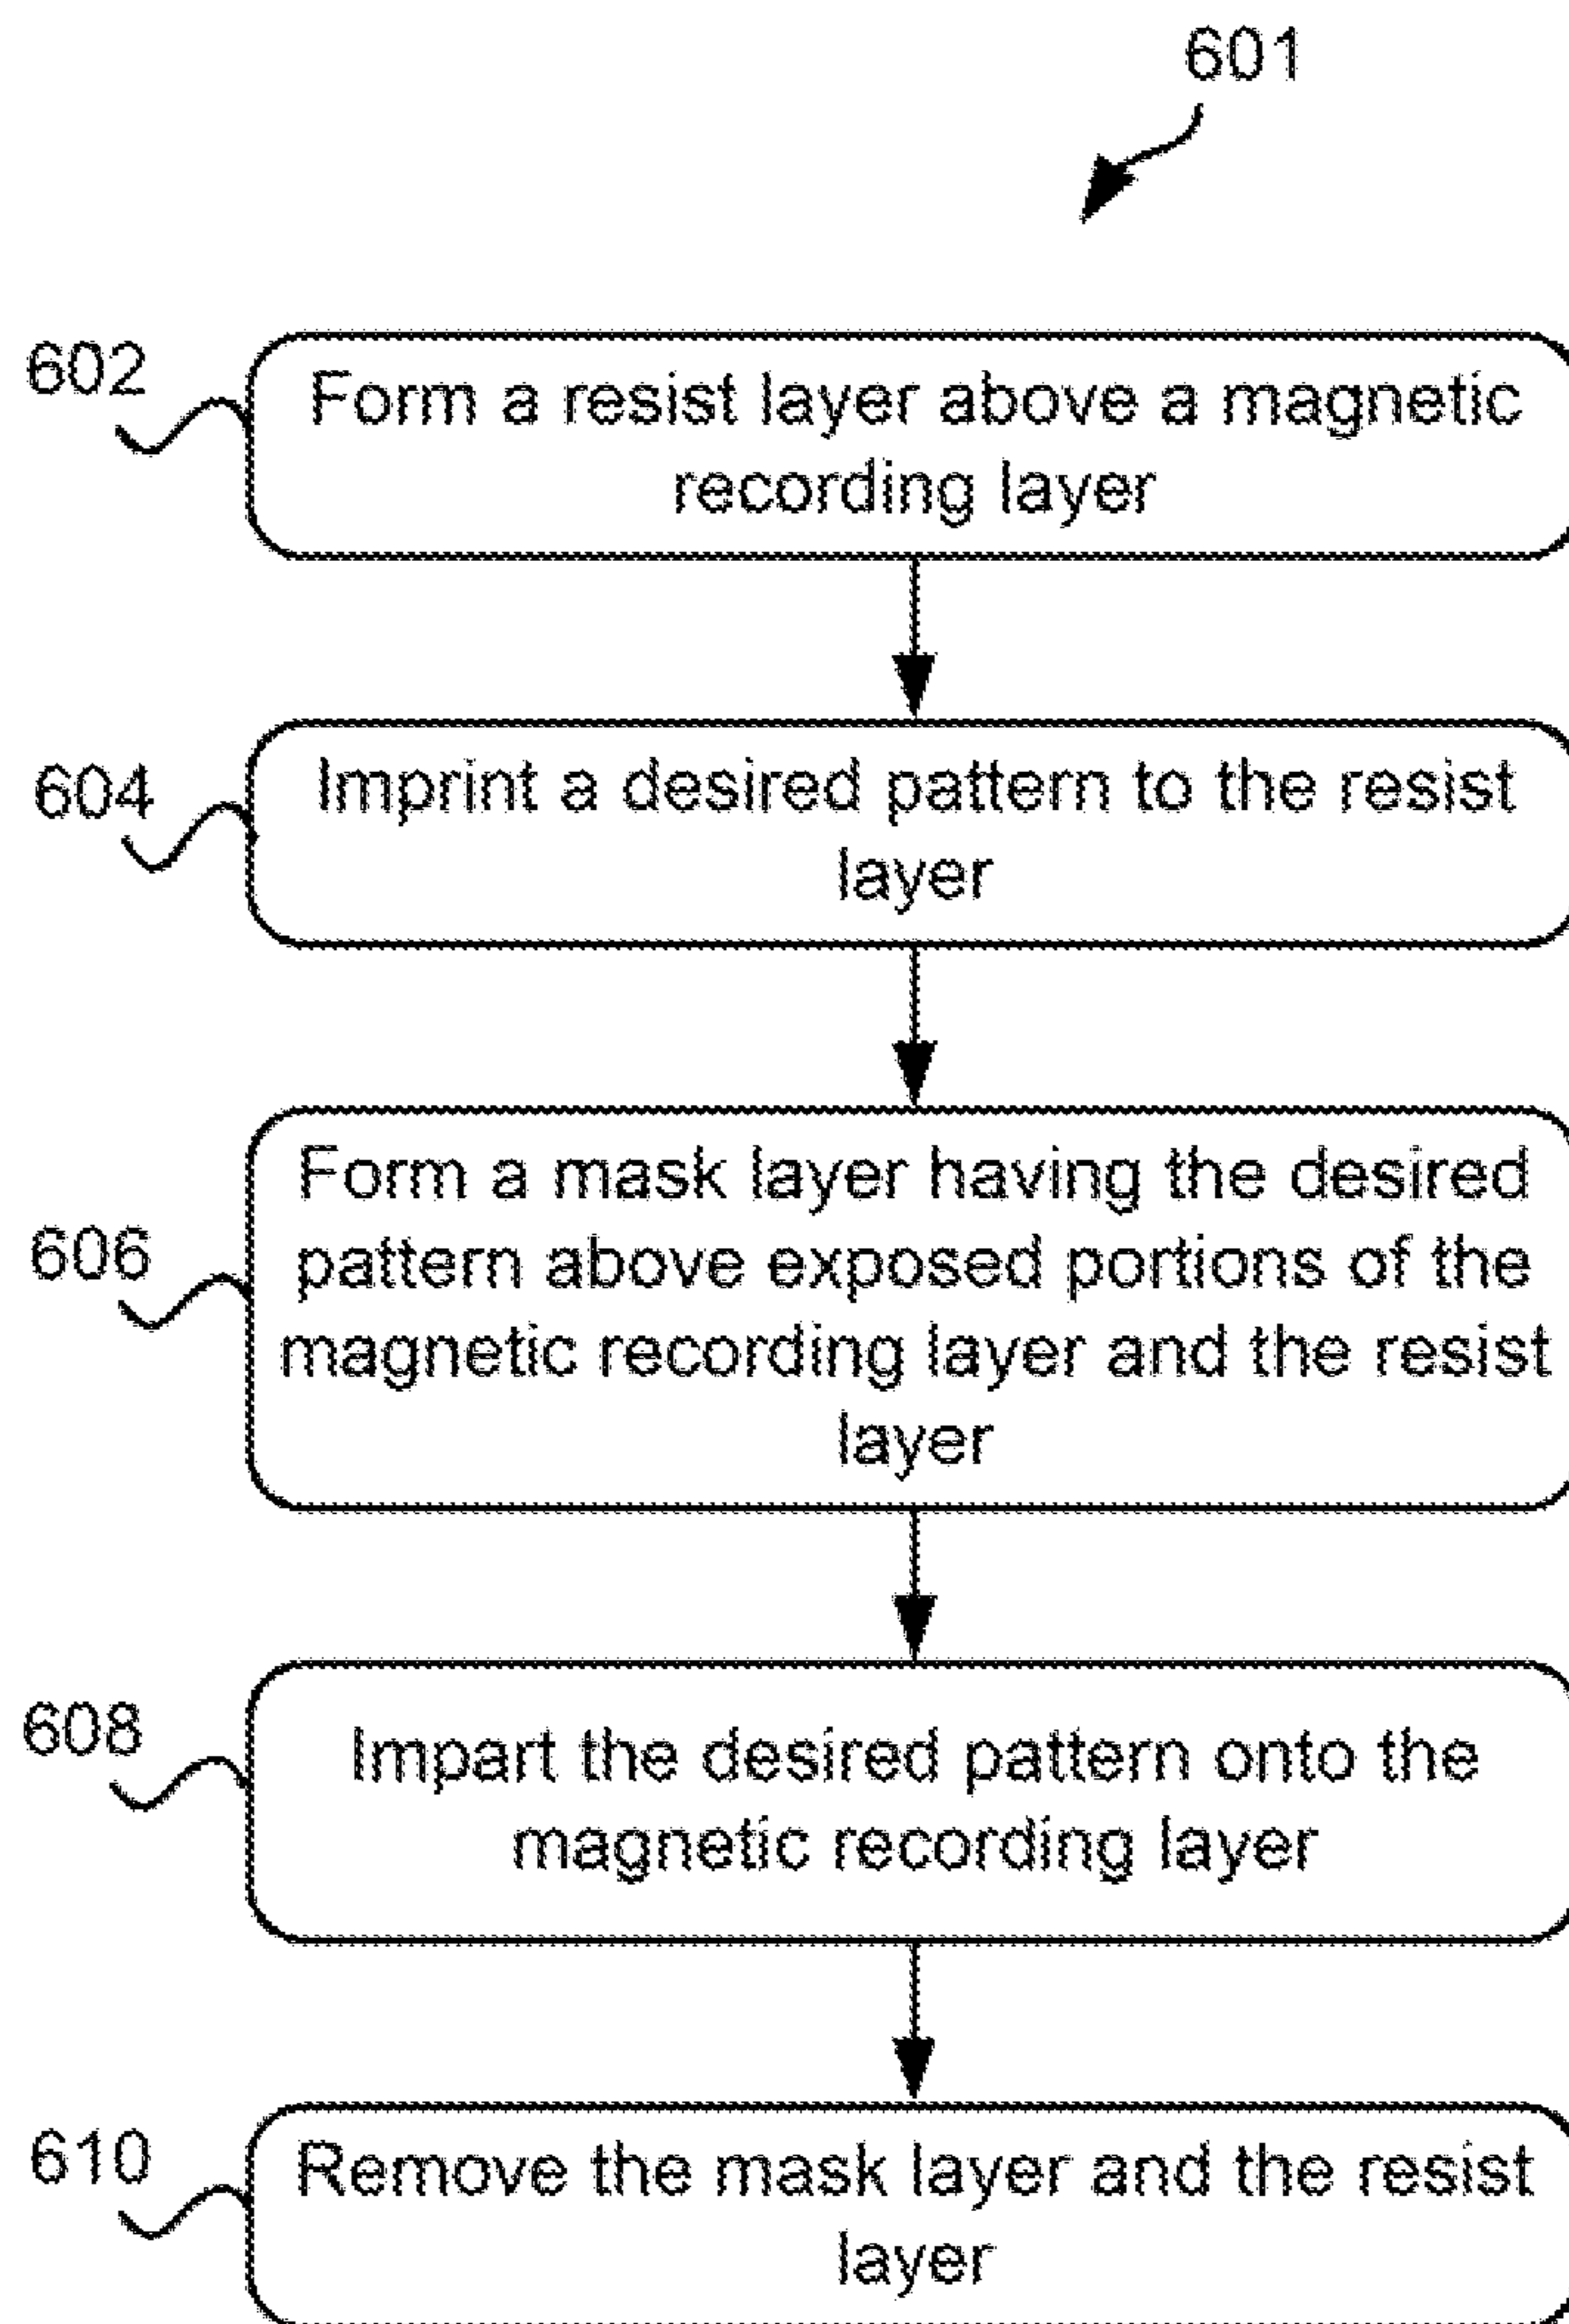 601
602
Form a resist layer above a magnetic
recording layer
604
Imprint a desired pattern to the resist
layer
606
Form a mask layer having the desired
pattern above exposed portions of the
magnetic recording layer and the resist
layer
608
Impart the desired pattern onto the
magnetic recording layer
610
Remove the mask layer and the resist
layer